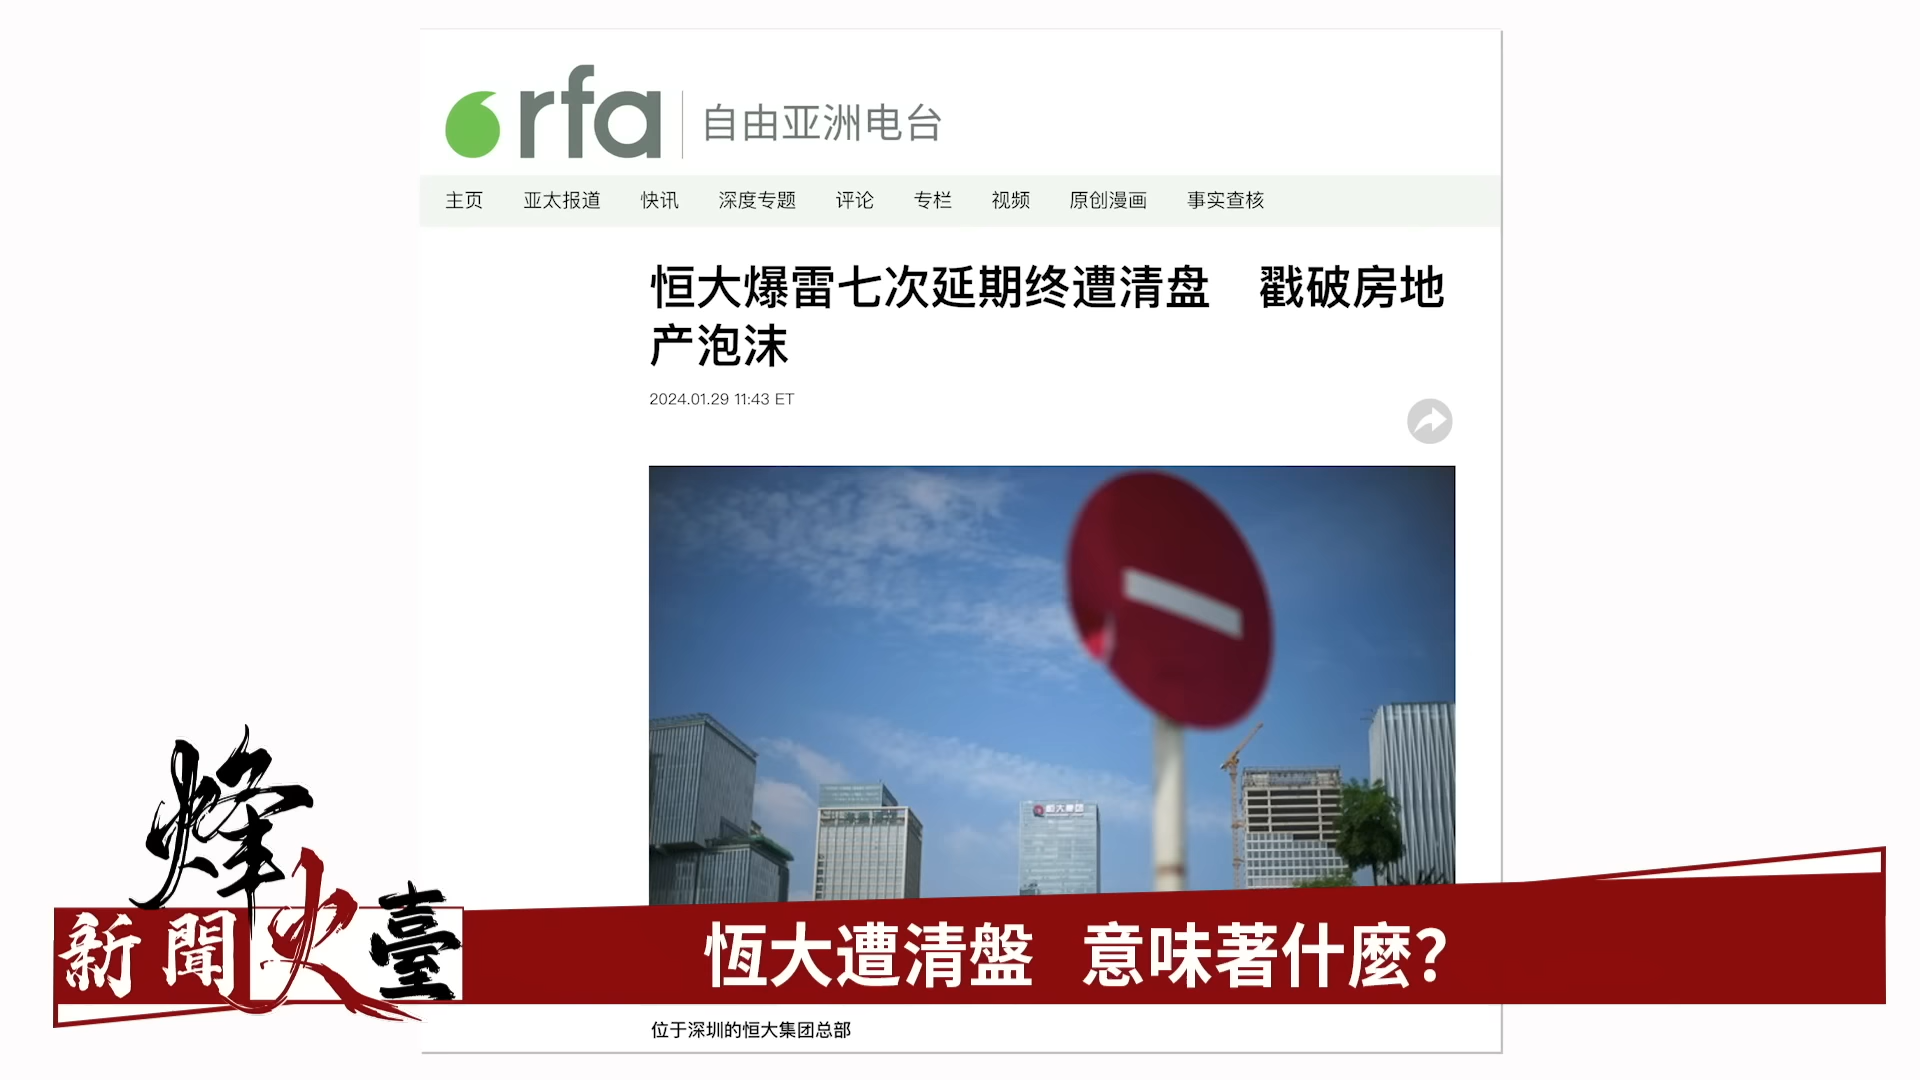 rfa 自由亚洲电台
主页 亚太报道 快讯 深度专题 评论 专栏 视频 原创漫画 事实查核
恒大爆雷七次延期终遭清盘 戳破房地
产泡沫
2024.01.29 11:43 ET
恒大集团
烽火臺
新聞
恆大遭清盤 意味著什麼?
位于深圳的恒大集团总部